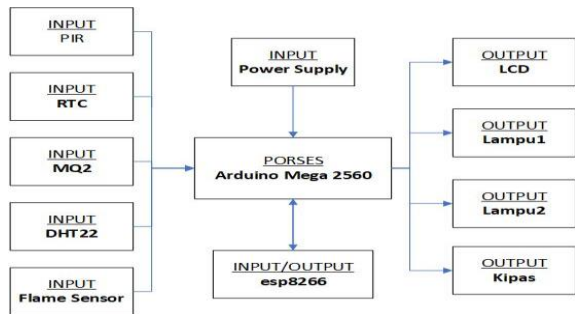 INPUT
PIR
INPUT
RTC
INPUT
MQ2
INPUT
DHT22
INPUT
Flame Sensor
INPUT
Power Supply
PORSES
Arduino Mega 2560
INPUT/OUTPUT
esp8266
OUTPUT
LCD
OUTPUT
Lampu1
OUTPUT
Lampu2
OUTPUT
Kipas